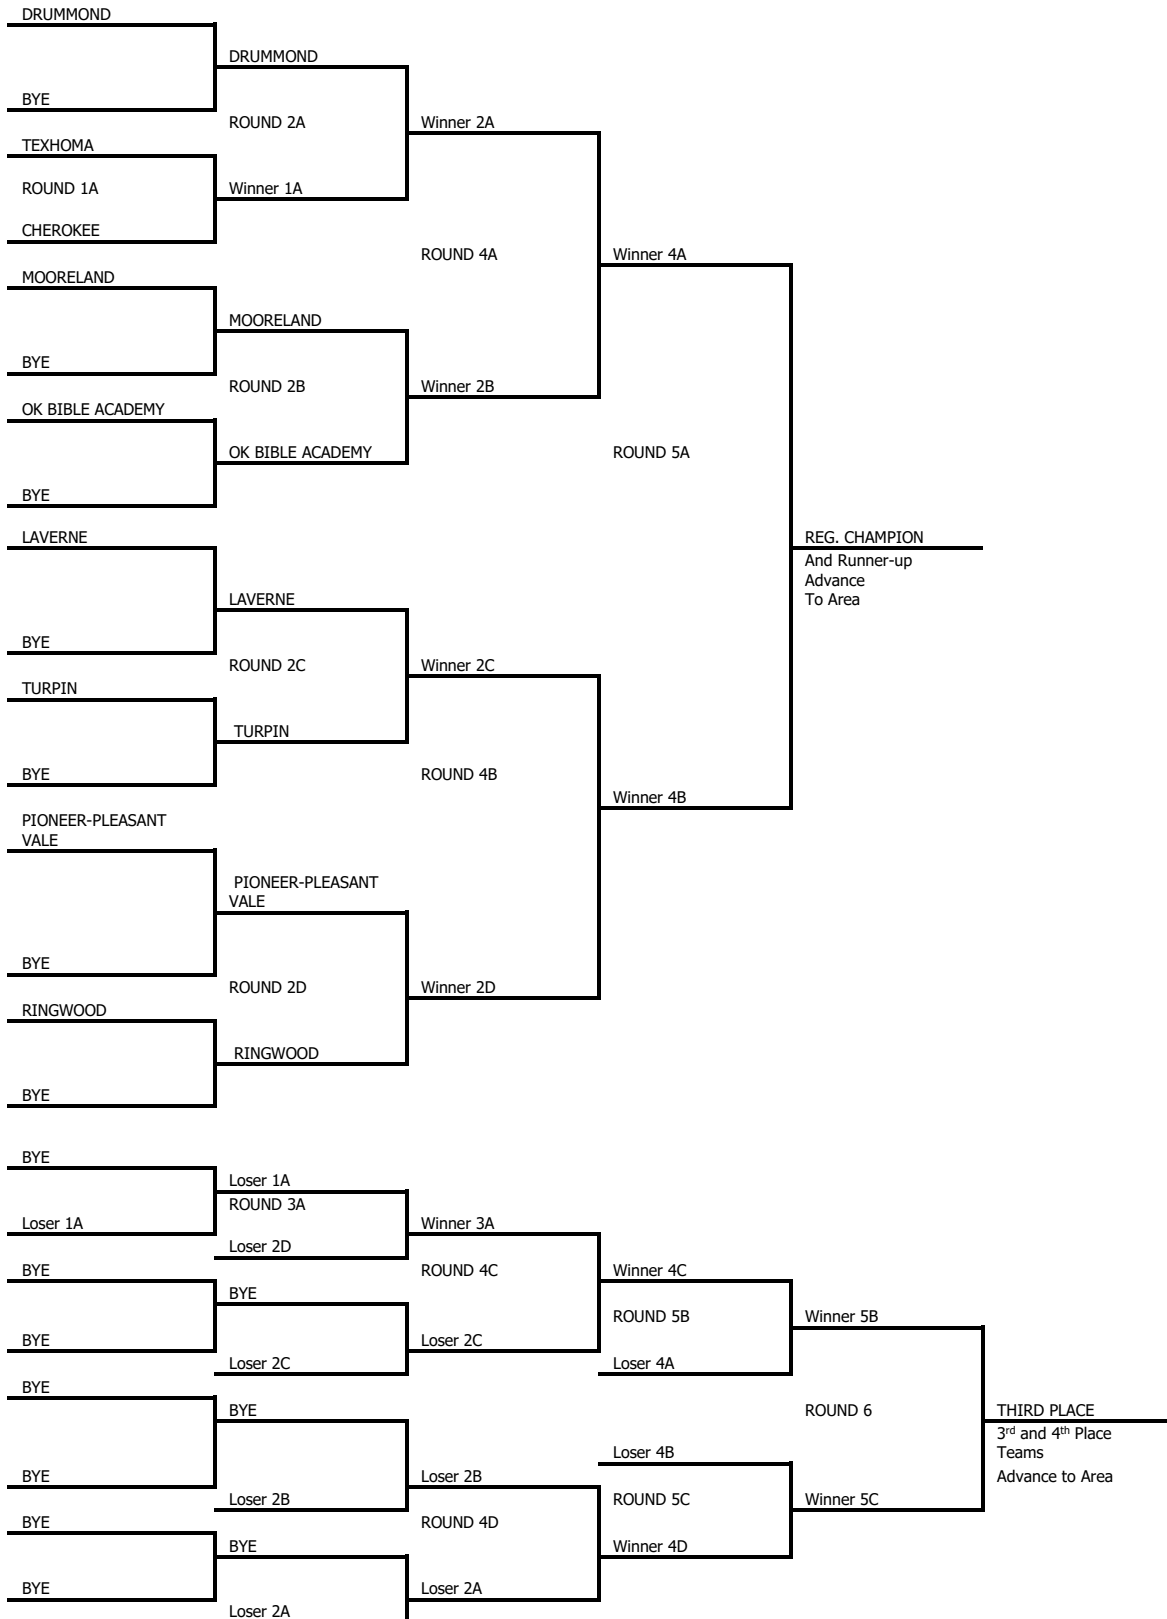 DRUMMOND
DRUMMOND
BYE
ROUND 2A
Winner 2A
TEXHOMA
ROUND 1A
Winner 1A
CHEROKEE
ROUND 4A
Winner 4A
MOORELAND
MOORELAND
BYE
ROUND 2B
Winner 2B
OK BIBLE ACADEMY
OK BIBLE ACADEMY
ROUND 5A
BYE
LAVERNE
REG. CHAMPION
And Runner-up
Advance
To Area
LAVERNE
BYE
ROUND 2C
Winner 2C
TURPIN
TURPIN
BYE
ROUND 4B
Winner 4B
PIONEER-PLEASANT
VALE
PIONEER-PLEASANT
VALE
BYE
ROUND 2D
Winner 2D
RINGWOOD
RINGWOOD
BYE
BYE
Loser 1A
ROUND 3A
Loser 1A
Winner 3A
Loser 2D
BYE
ROUND 4C
Winner 4C
BYE
ROUND 5B
Winner 5B
BYE
Loser 2C
Loser 2C
Loser 4A
BYE
BYE
ROUND 6
THIRD PLACE
3rd and 4th Place
Teams
Advance to Area
Loser 4B
BYE
Loser 2B
Loser 2B
ROUND 5C
Winner 5C
BYE
ROUND 4D
BYE
Winner 4D
BYE
Loser 2A
Loser 2A